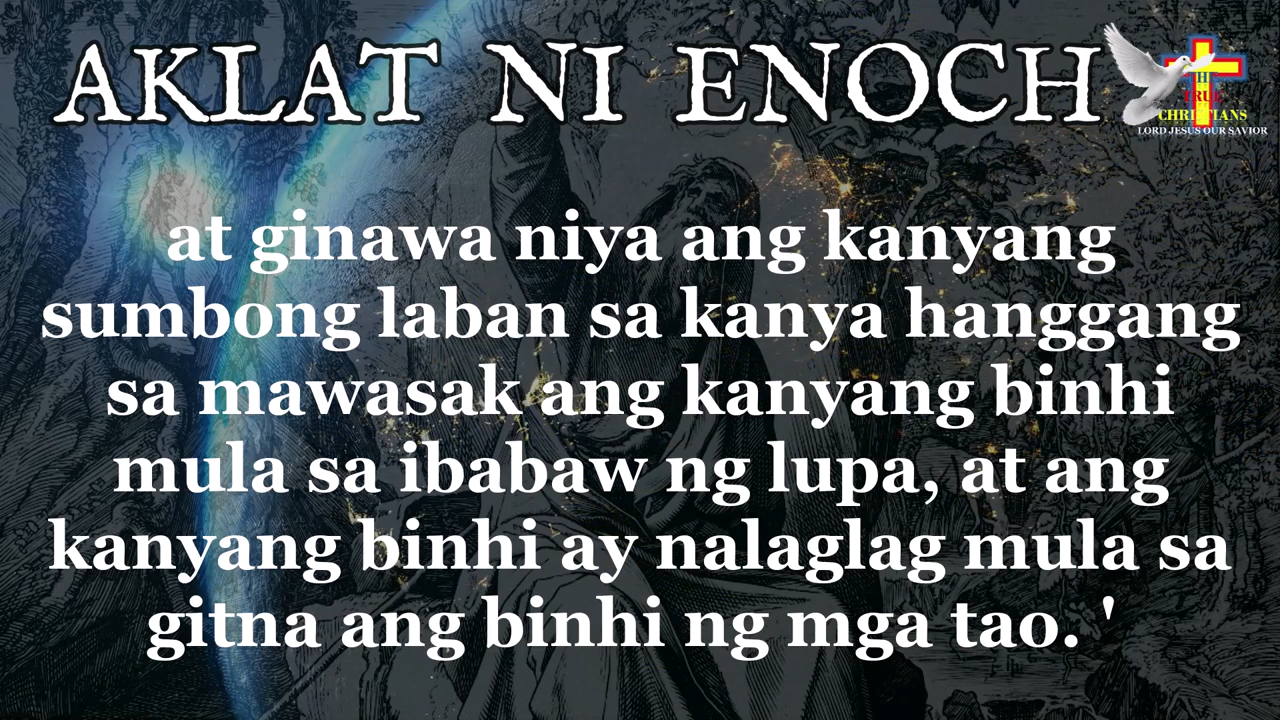 AKLAT NI ENOCH
TRUE
CHRISTIANS
LORD JESUS OUR SAVIOR
at ginawa niya ang kanyang
sumbong laban sa kanya hanggang
sa mawasak ang kanyang binhi
mula sa ibabaw ng lupa, at ang
kanyang binhi ay nalaglag mula sa
gitna ang binhi ng mga tao. '